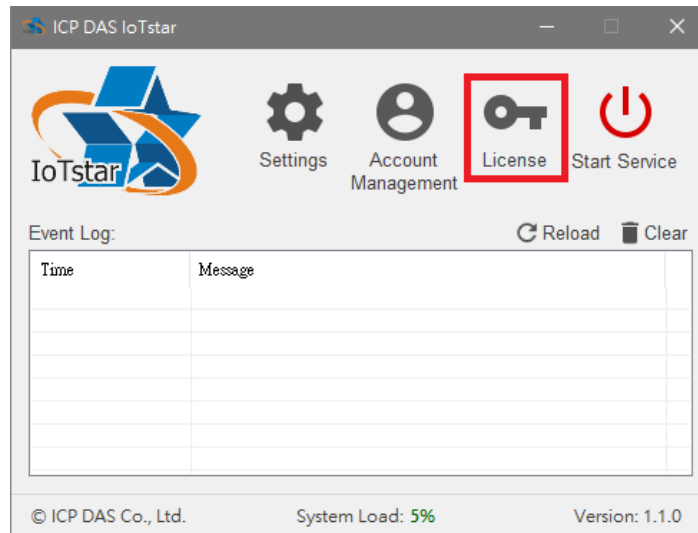 ICP DAS IoTstar
IoTstar
Settings
Account
Management
License
Start Service
Event Log:
Reload
Clear
Time
Message
© ICP DAS Co., Ltd.
System Load: 5%
Version: 1.1.0